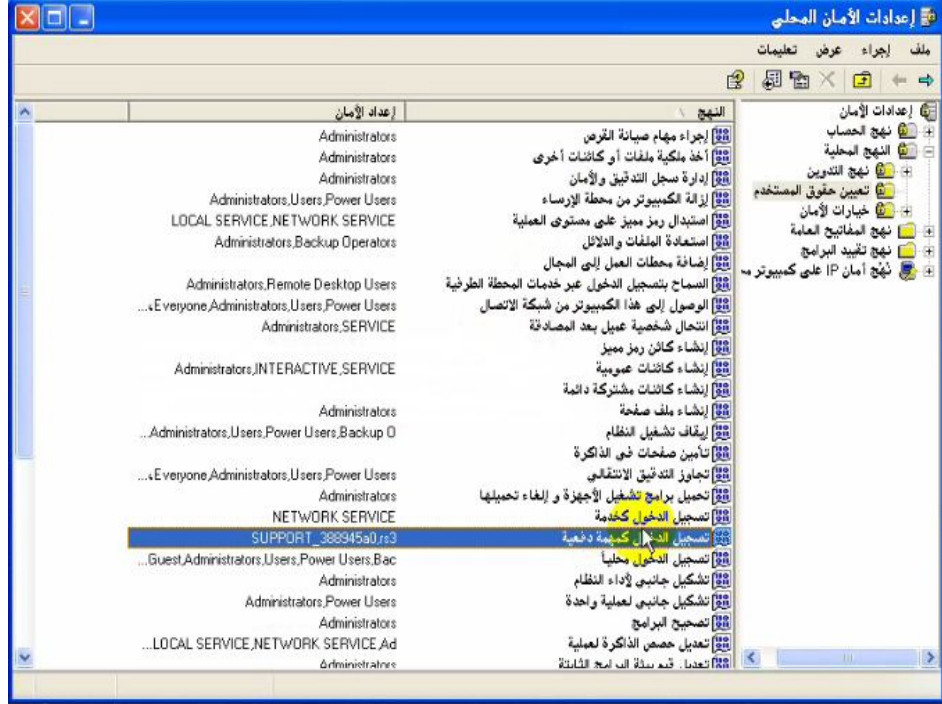 إعدادات الأمان المحلي
ملف إجراء عرض تعليمات
إعدادات الأمان
نهج الحساب
النهج المحلية
نهج التدوين
تعيين حقوق المستخدم
خيارات الأمان
نهج المفاتيح العامة
نهج تقييد البرامج
نُهُج أمان IP على كمبيوتر مح
النهج إعداد الأمان
إجراء مهام صيانة القرص Administrators
أخذ ملكية ملفات أو كائنات أخرى Administrators
إدارة سجل التدقيق والأمان Administrators
إزالة الكمبيوتر من محطة الإرساء Administrators,Users,Power Users
استبدال رمز مميز على مستوى العملية LOCAL SERVICE,NETWORK SERVICE
استعادة الملفات والدلائل Administrators,Backup Operators
إضافة محطات العمل إلى المجال
السماح بتسجيل الدخول عبر خدمات المحطة الطرفية Administrators,Remote Desktop Users
الوصول إلى هذا الكمبيوتر من شبكة الاتصال Everyone,Administrators,Users,Power Users،...
انتحال شخصية عميل بعد المصادقة Administrators,SERVICE
إنشاء كائن رمز مميز
إنشاء كائنات عمومية Administrators,INTERACTIVE,SERVICE
إنشاء كائنات مشتركة دائمة
إنشاء ملف صفحة Administrators
إيقاف تشغيل النظام Administrators,Users,Power Users,Backup O...
تأمين صفحات في الذاكرة
تجاوز التدقيق الانتقالي Everyone,Administrators,Users,Power Users،...
تحميل برامج تشغيل الأجهزة و إلغاء تحميلها Administrators
تسجيل الدخول كخدمة NETWORK SERVICE
تسجيل الدخول كمهمة دفعية SUPPORT_388945a0,rs3
تسجيل الدخول محلياً Guest,Administrators,Users,Power Users,Bac...
تشكيل جانبي لأداء النظام Administrators
تشكيل جانبي لعملية واحدة Administrators,Power Users
تصحيح البرامج Administrators
تعديل حصص الذاكرة لعملية LOCAL SERVICE,NETWORK SERVICE,Ad...
تعديل قيم بيئة البرامج الثابتة Administrators